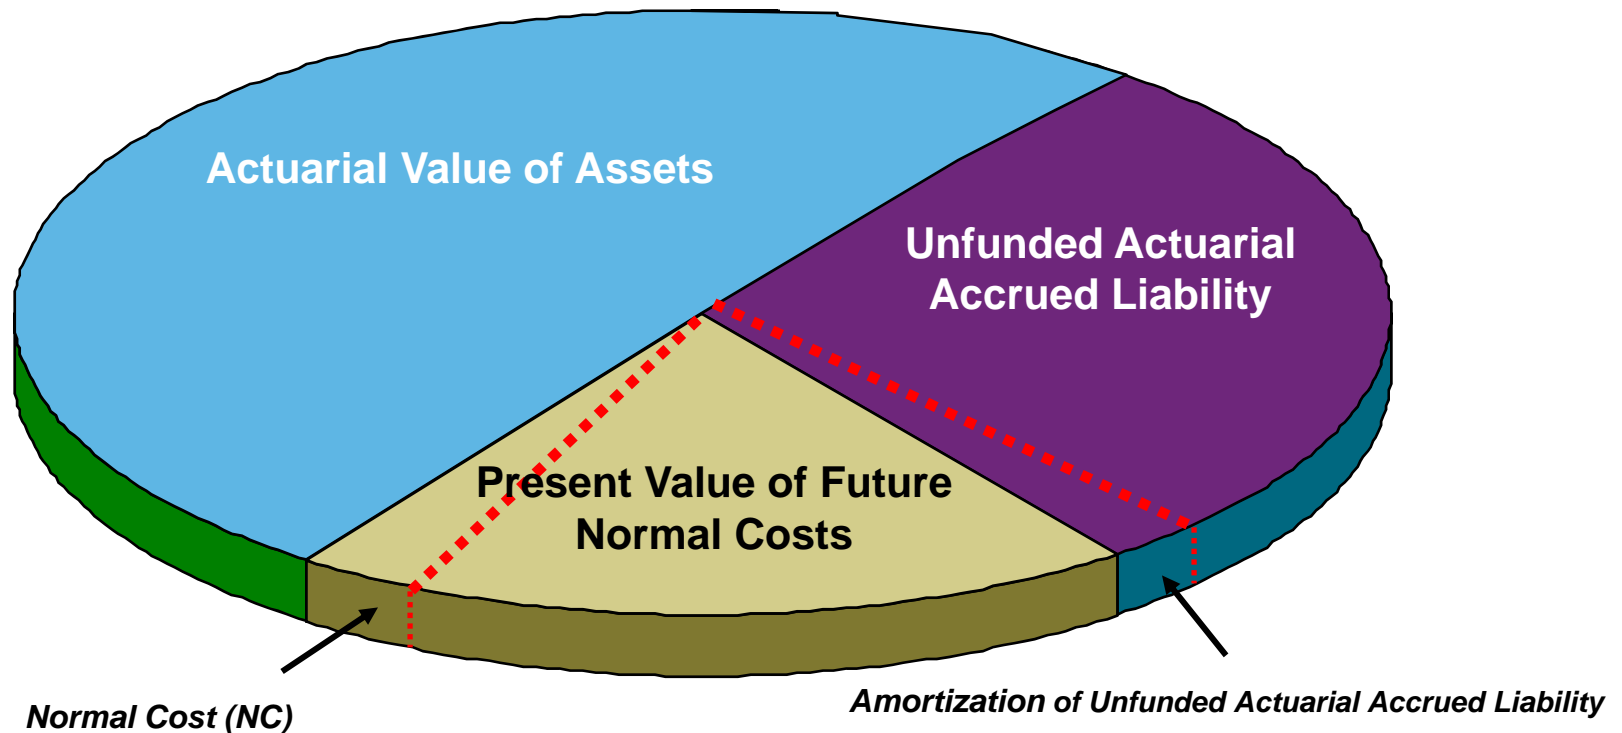 Actuarial Value of Assets
Unfunded Actuarial
Accrued Liability
Present Value of Future
Normal Costs
Normal Cost (NC)
Amortization of Unfunded Actuarial Accrued Liability